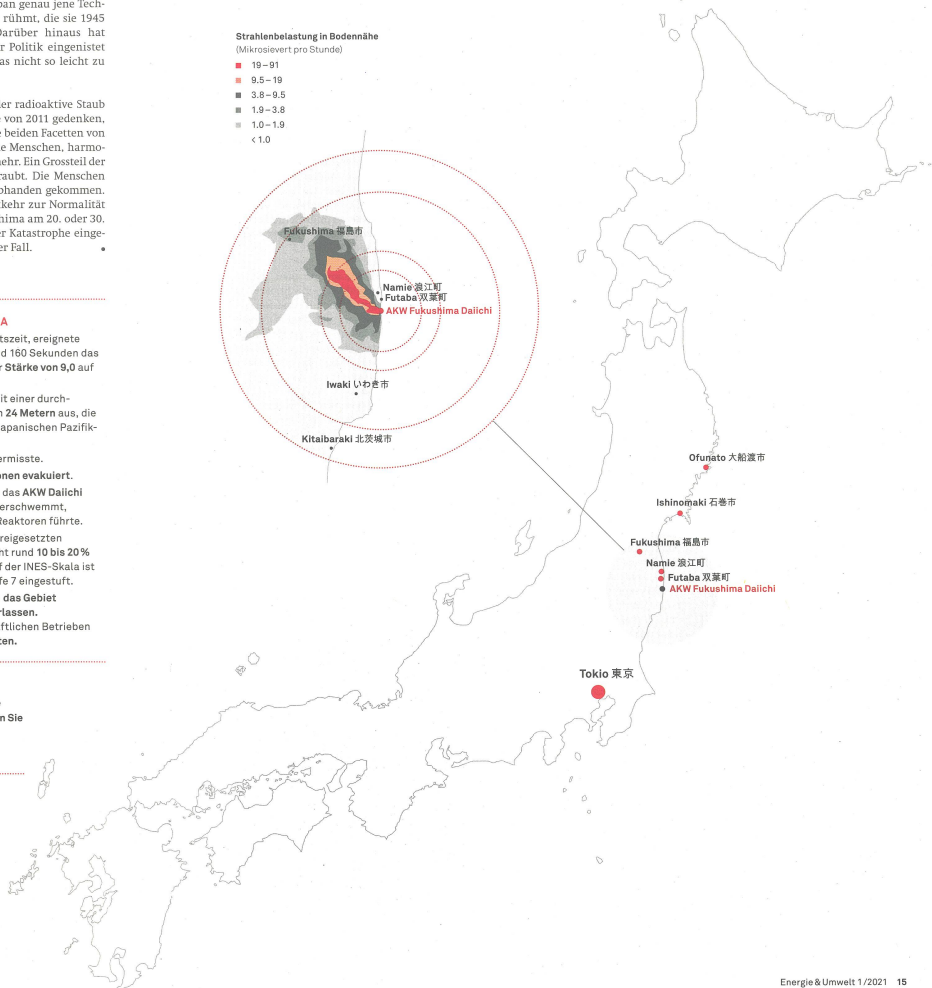 pan genau jene Tech-
rühmt, die sie 1945
Darüber hinaus hat
r Politik eingenistet
as nicht so leicht zu
der radioaktive Staub
von 2011 gedenken,
e beiden Facetten von
e Menschen, harmo-
mehr. Ein Grossteil der
raubt. Die Menschen
bhanden gekommen.
kehr zur Normalität
hima am 20. oder 30.
er Katastrophe einge-
er Fall.
A
tszeit, ereignete
d 160 Sekunden das
r Stärke von 9,0 auf
it einer durch-
n 24 Metern aus, die
apanischen Pazifik-
ermisste.
onen evakuiert.
das AKW Daiichi
erschwemmt,
Reaktoren führte.
reigesetzten
ht rund 10 bis 20 %
f der INES-Skala ist
fe 7 eingestuft.
das Gebiet
rlassen.
ftlichen Betrieben
ten.
n Sie
Strahlenbelastung in Bodennähe
(Mikrosievert pro Stunde)
19–91
9.5–19
3.8–9.5
1.9–3.8
1.0–1.9
< 1.0
Fukushima 福島市
Namie 浪江町
Futaba 双葉町
AKW Fukushima Daiichi
Iwaki いわき市
Kitaibaraki 北茨城市
Ofunato 大船渡市
Ishinomaki 石巻市
Fukushima 福島市
Namie 浪江町
Futaba 双葉町
AKW Fukushima Daiichi
Tokio 東京
Energie & Umwelt 1/2021 15